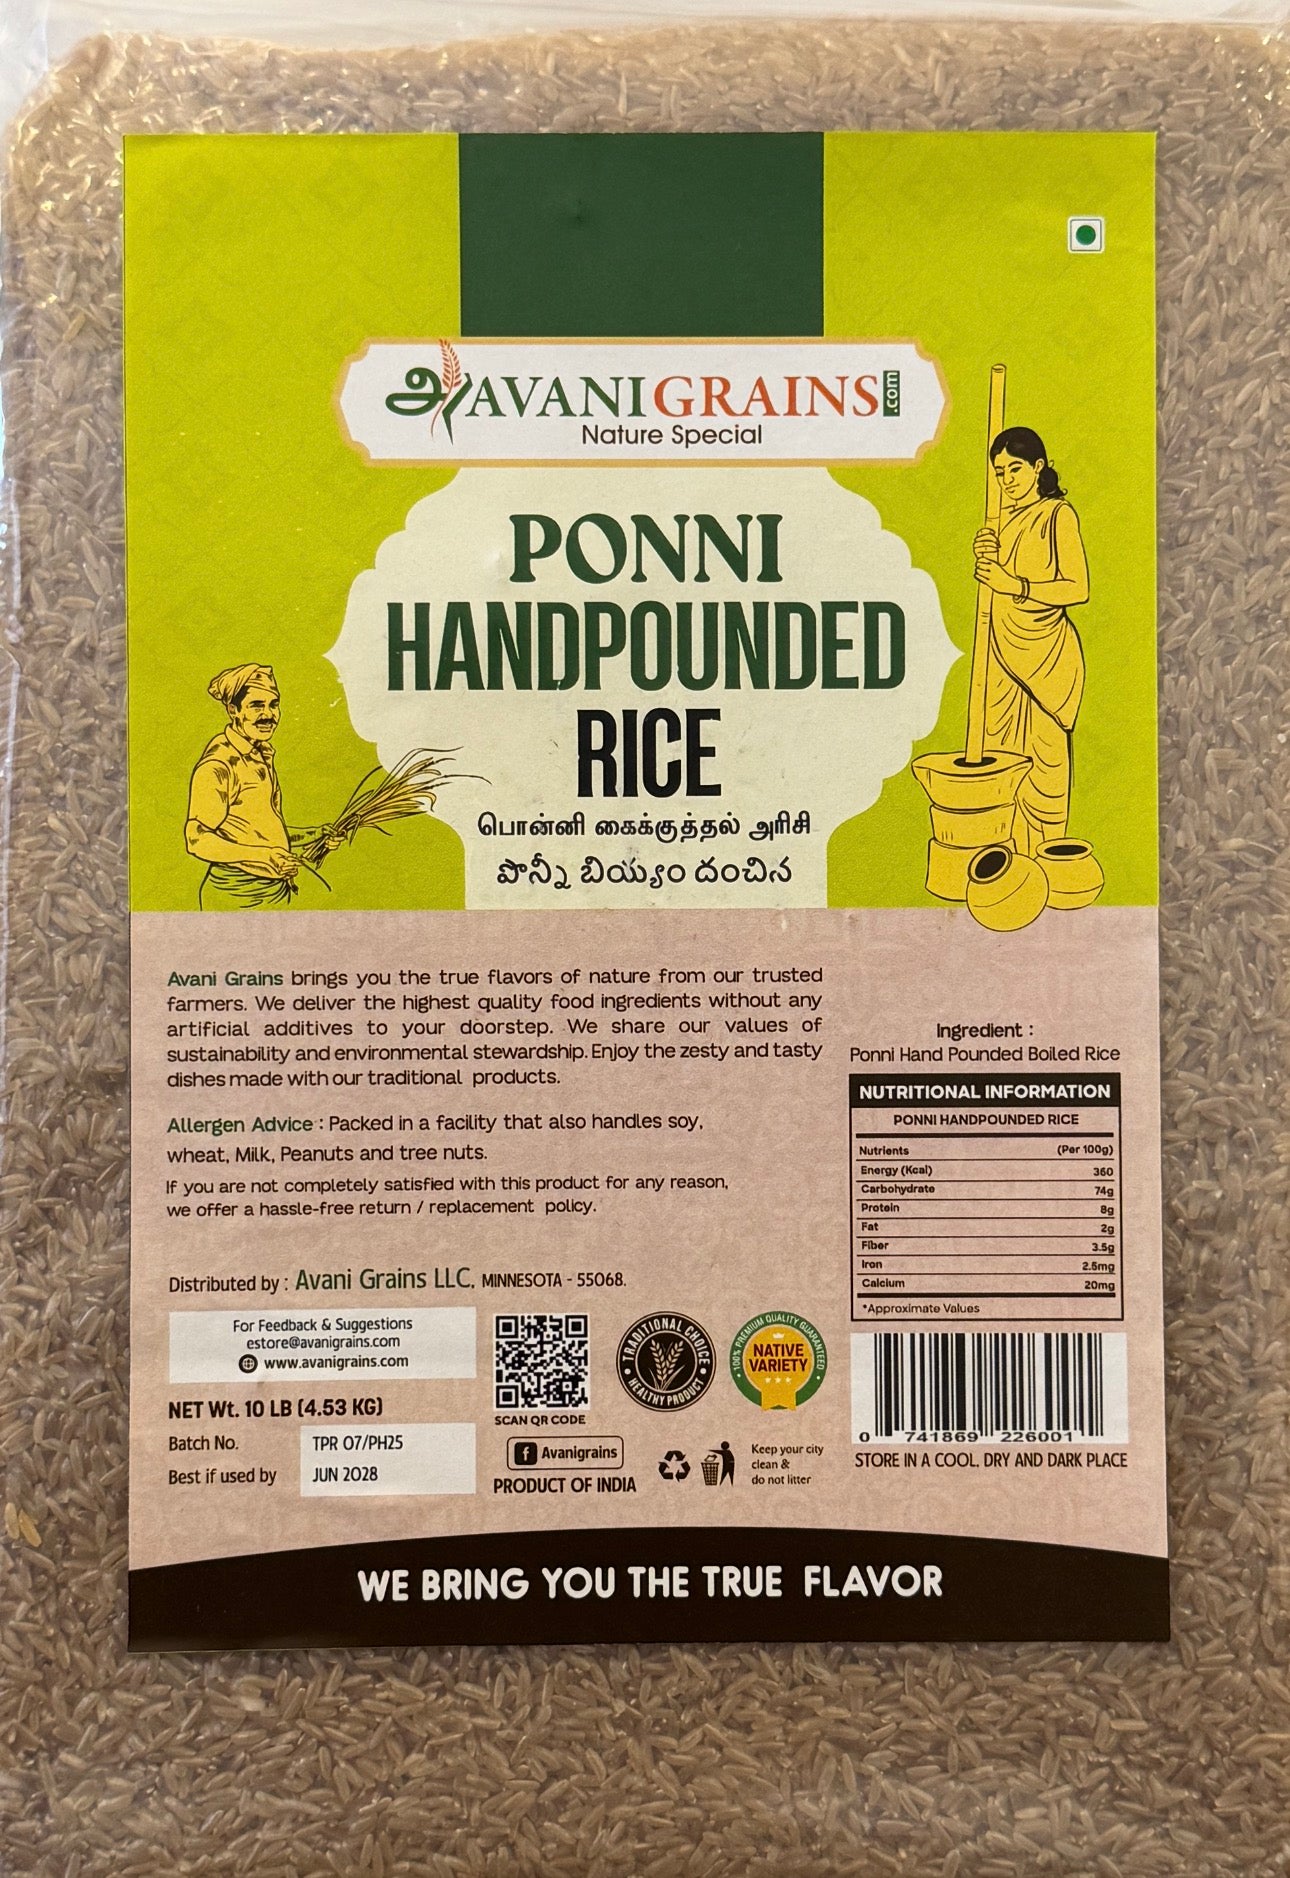 அAVANIGRAINS.com
Nature Special
PONNI
HANDPOUNDED
RICE
பொன்னி கைக்குத்தல் அரிசி
పొన్నీ బియ్యం దంచిన
Avani Grains brings you the true flavors of nature from our trusted
farmers. We deliver the highest quality food ingredients without any
artificial additives to your doorstep. We share our values of
sustainability and environmental stewardship. Enjoy the zesty and tasty
dishes made with our traditional products.
Allergen Advice : Packed in a facility that also handles soy,
wheat, Milk, Peanuts and tree nuts.
If you are not completely satisfied with this product for any reason,
we offer a hassle-free return / replacement policy.
Distributed by : Avani Grains LLC, MINNESOTA - 55068.
For Feedback & Suggestions
estore@avanigrains.com
www.avanigrains.com
NET Wt. 10 LB (4.53 KG)
Batch No. TPR 07/PH25
Best if used by JUN 2028
SCAN QR CODE
f Avanigrains
PRODUCT OF INDIA
TRADITIONAL CHOICE
HEALTHY PRODUCT
100% PREMIUM QUALITY GUARANTEED
NATIVE
VARIETY
Keep your city
clean &
do not litter
Ingredient :
Ponni Hand Pounded Boiled Rice
NUTRITIONAL INFORMATION
PONNI HANDPOUNDED RICE
Nutrients (Per 100g)
Energy (Kcal) 360
Carbohydrate 74g
Protein 8g
Fat 2g
Fiber 3.5g
Iron 2.5mg
Calcium 20mg
*Approximate Values
0 741869 226001
STORE IN A COOL, DRY AND DARK PLACE
WE BRING YOU THE TRUE FLAVOR